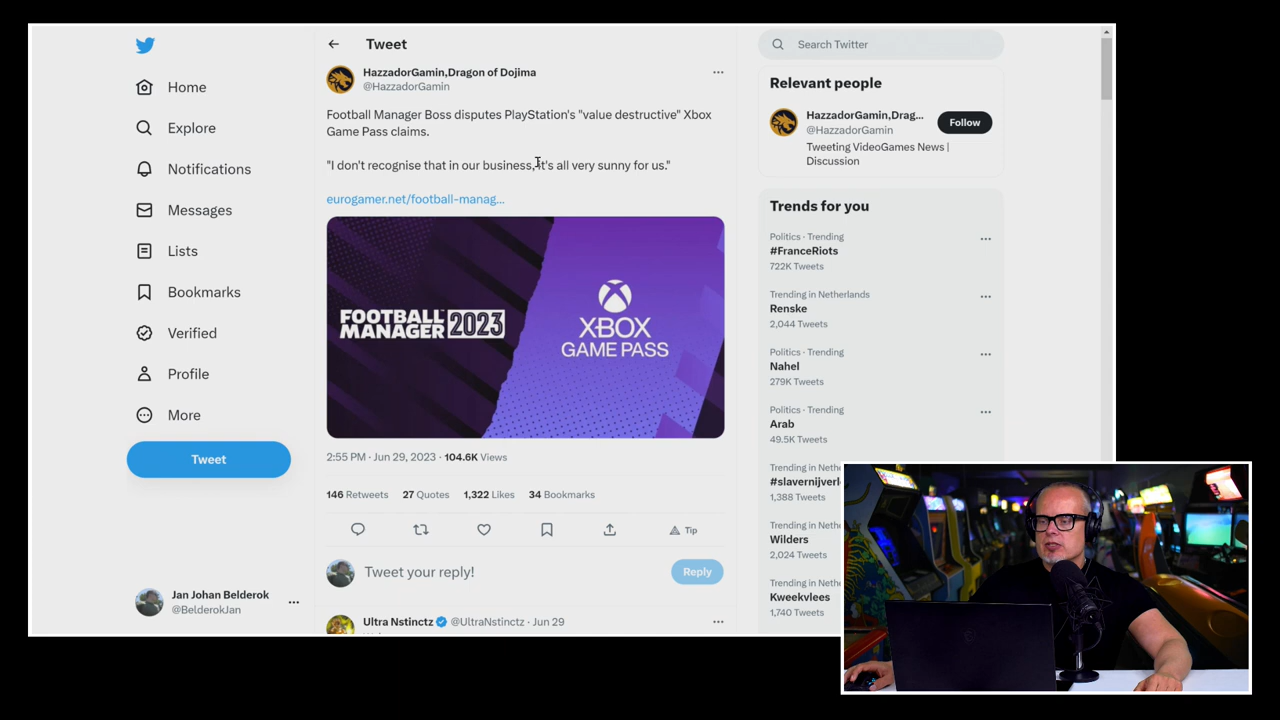 Home
Explore
Notifications
Messages
Lists
Bookmarks
Verified
Profile
More
Tweet
Jan Johan Belderok
@BelderokJan
Tweet
HazzadorGamin,Dragon of Dojima
@HazzadorGamin
Football Manager Boss disputes PlayStation's "value destructive" Xbox
Game Pass claims.
"I don't recognise that in our business, it's all very sunny for us."
eurogamer.net/football-manag...
FOOTBALL
MANAGER 2023
XBOX
GAME PASS
2:55 PM · Jun 29, 2023 · 104.6K Views
146 Retweets 27 Quotes 1,322 Likes 34 Bookmarks
Tip
Tweet your reply!
Reply
Ultra Nstinctz @UltraNstinctz · Jun 29
Search Twitter
Relevant people
HazzadorGamin,Drag...
@HazzadorGamin
Follow
Tweeting VideoGames News |
Discussion
Trends for you
Politics · Trending
#FranceRiots
722K Tweets
Trending in Netherlands
Renske
2,044 Tweets
Politics · Trending
Nahel
279K Tweets
Politics · Trending
Arab
49.5K Tweets
Trending in Nethe
#slavernijverl
1,388 Tweets
Trending in Nethe
Wilders
2,024 Tweets
Trending in Nethe
Kweekvlees
1,740 Tweets